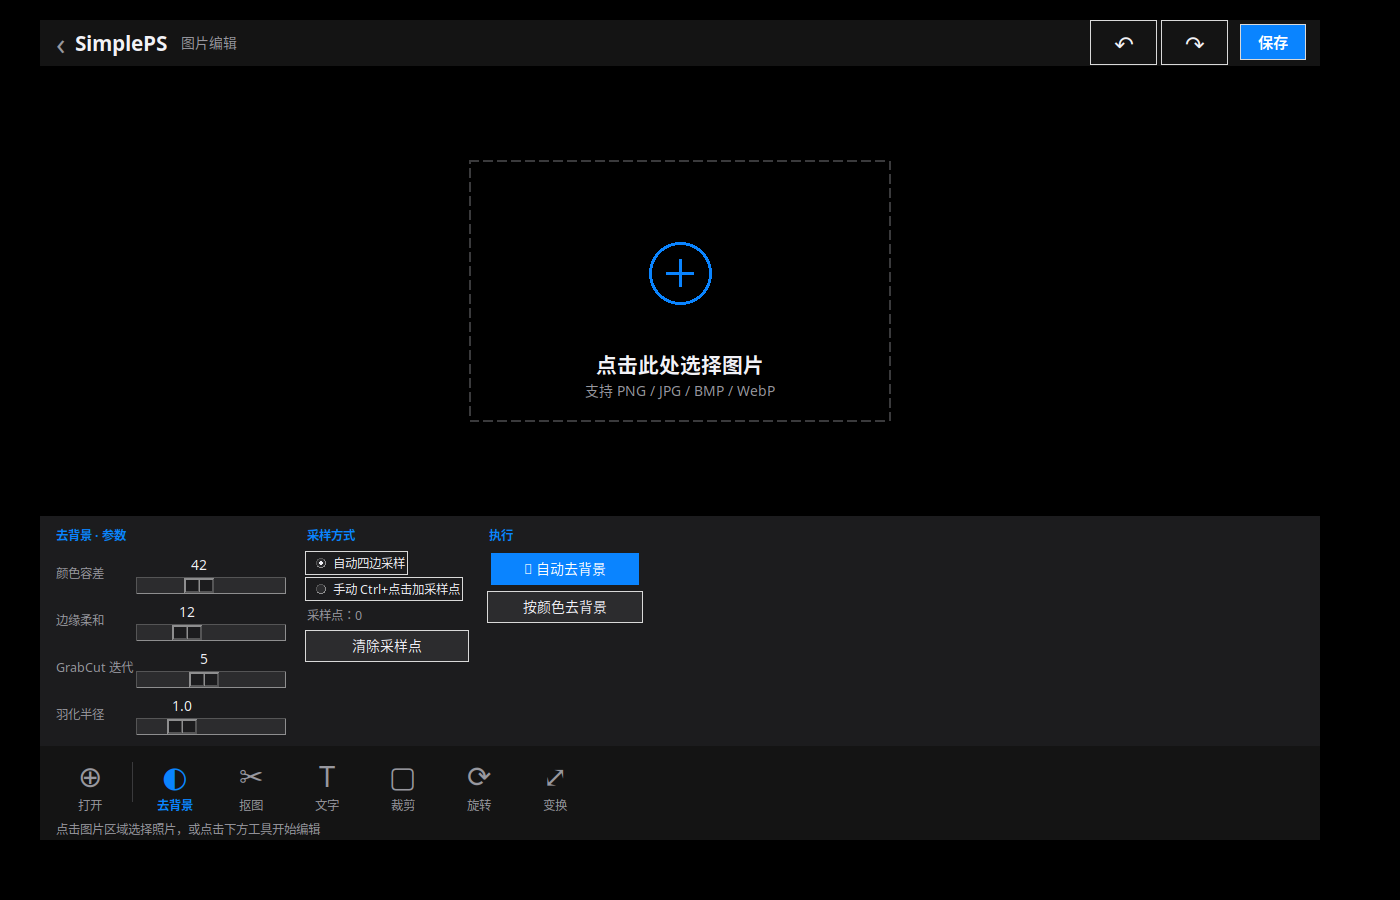 SimplePS 图片编辑
保存
点击此处选择图片
支持 PNG / JPG / BMP / WebP
去背景 · 参数
颜色容差 42
边缘柔和 12
GrabCut 迭代 5
羽化半径 1.0
采样方式
自动四边采样
手动 Ctrl+点击加采样点
采样点：0
清除采样点
执行
自动去背景
按颜色去背景
打开
去背景
抠图
T
文字
裁剪
旋转
变换
点击图片区域选择照片，或点击下方工具开始编辑